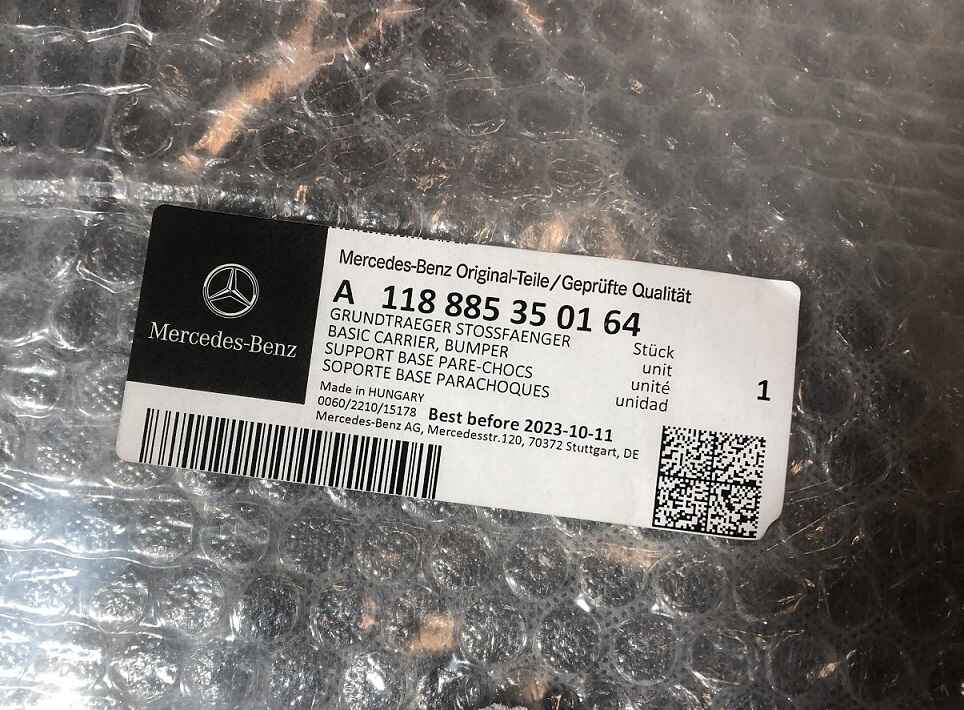 Mercedes-Benz
Mercedes-Benz Original-Teile/Geprüfte Qualität
A 118 885 35 01 64
GRUNDTRAEGER STOSSFAENGER Stück
BASIC CARRIER, BUMPER unit
SUPPORT BASE PARE-CHOCS unité
SOPORTE BASE PARACHOQUES unidad
1
Made in HUNGARY
0060/2210/15178 Best before 2023-10-11
Mercedes-Benz AG, Mercedesstr.120, 70372 Stuttgart, DE